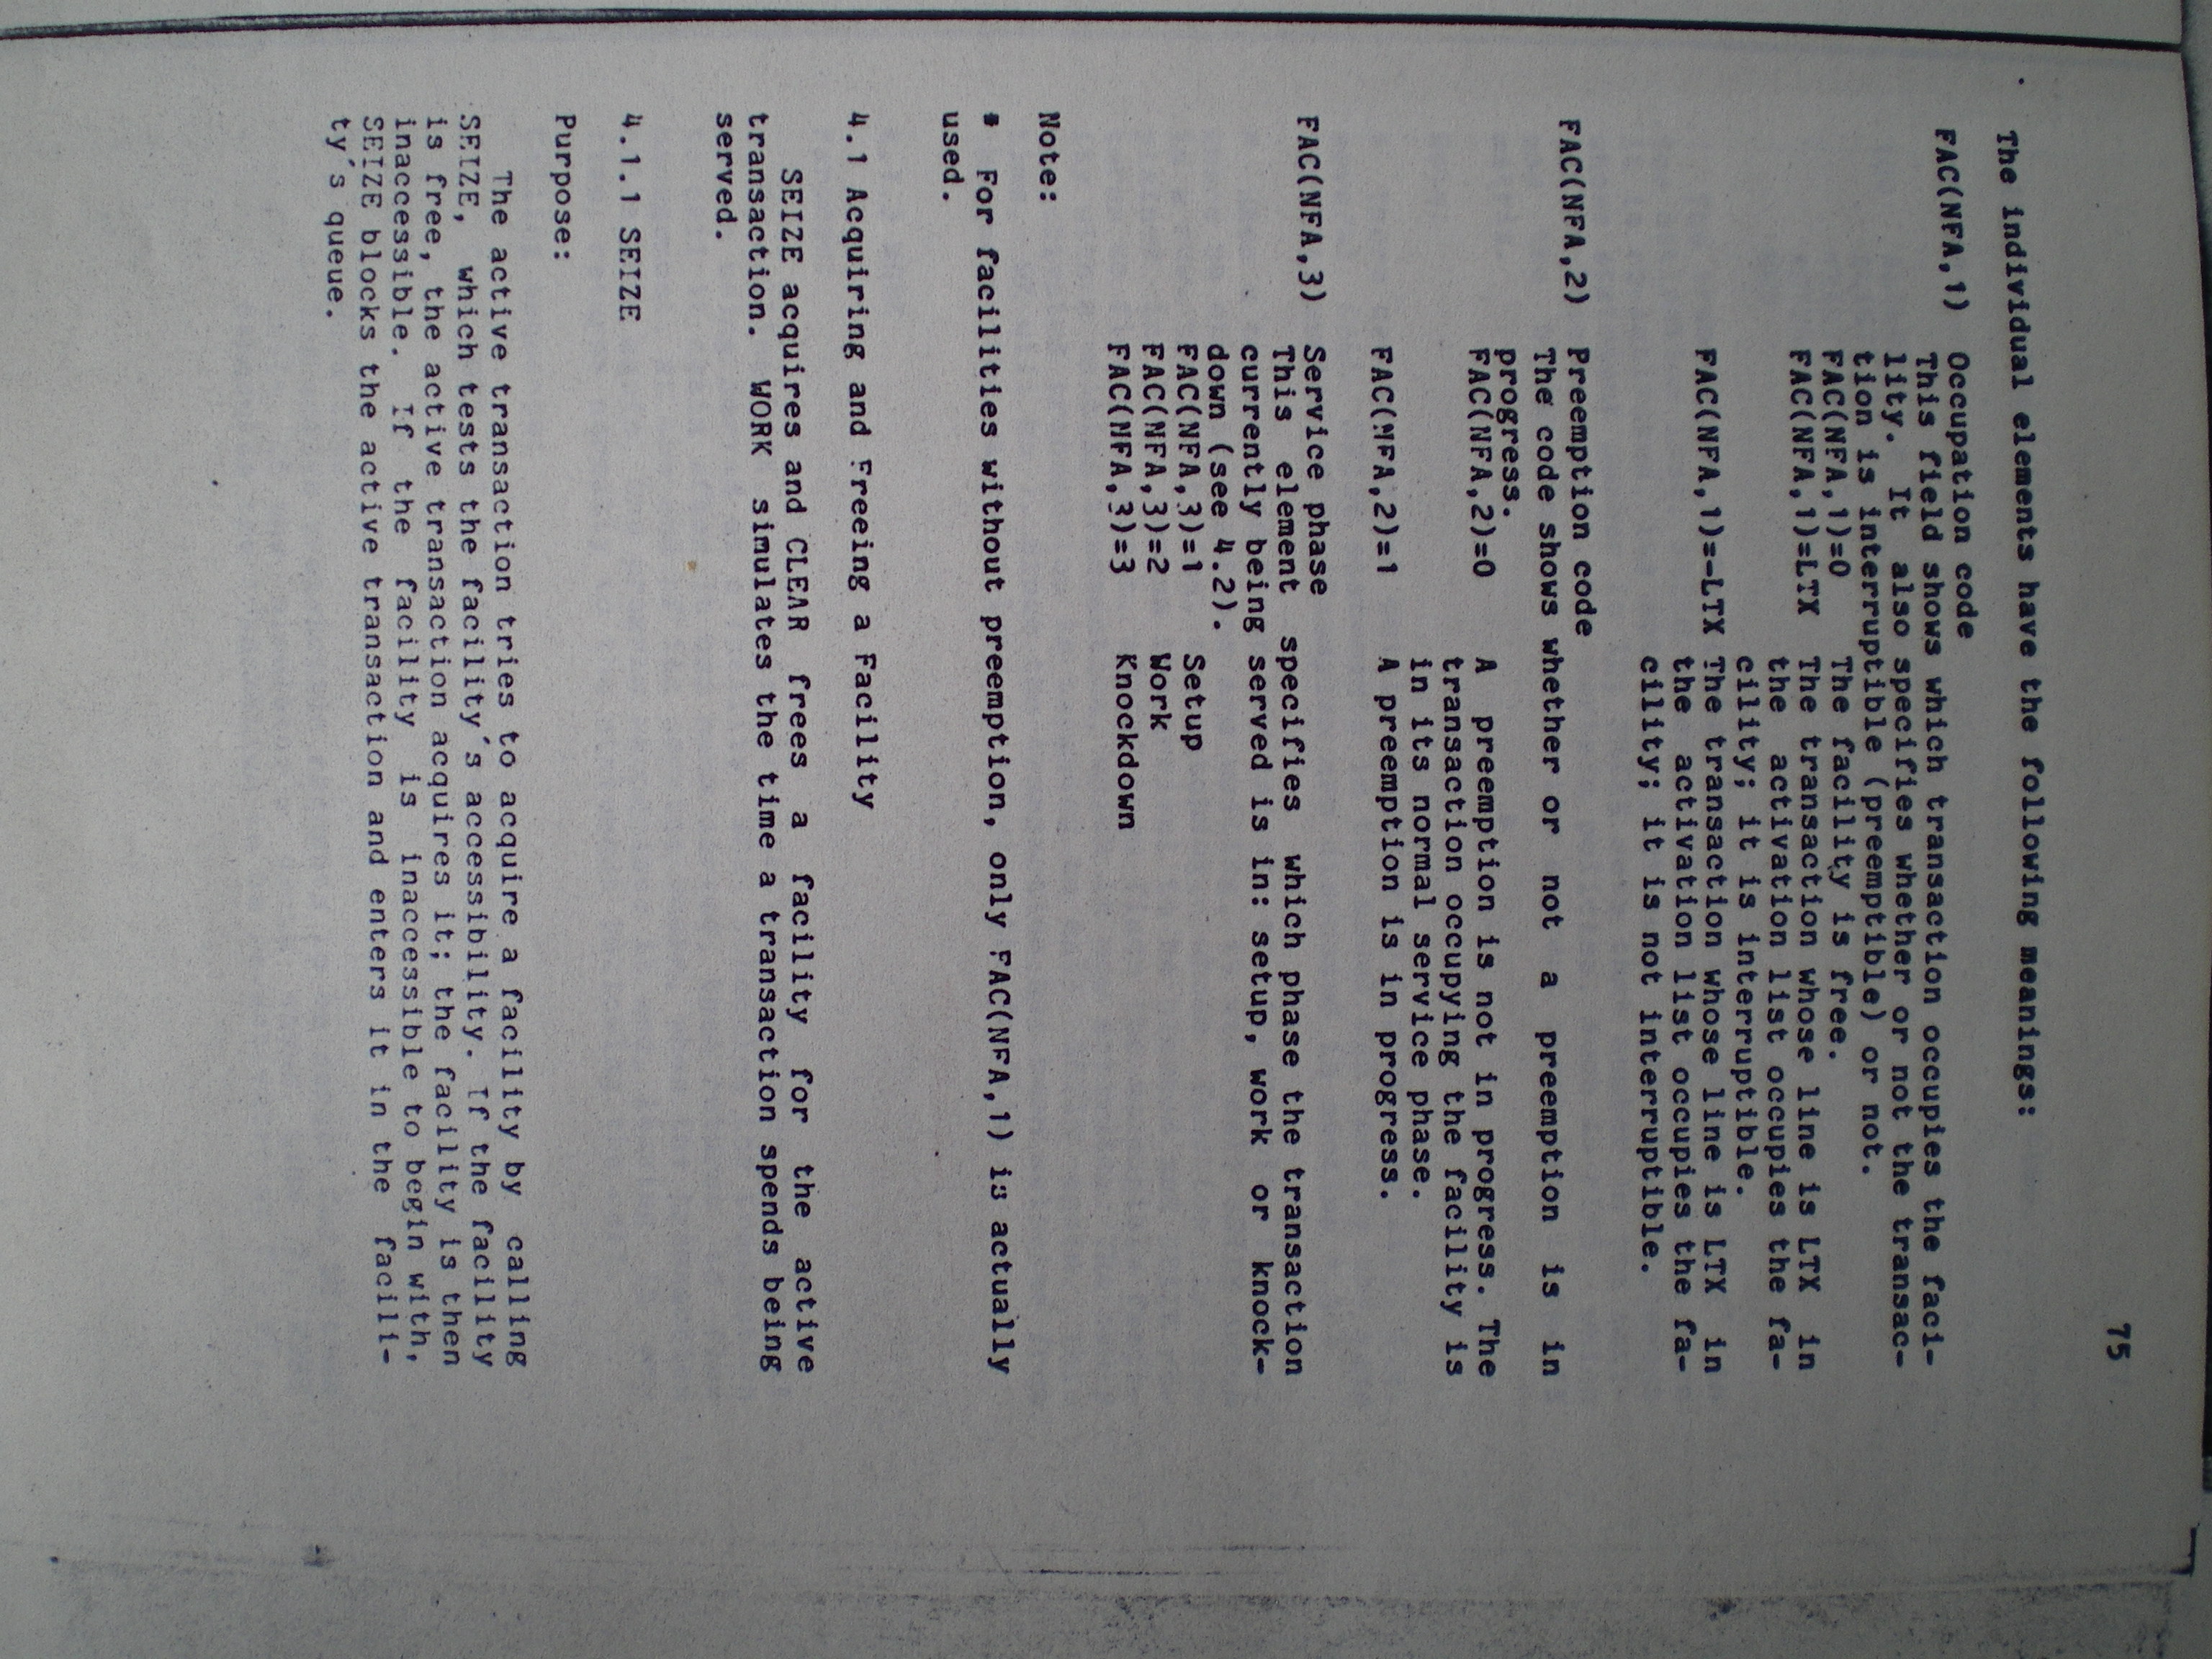 75
The individual elements have the following meanings:
FAC(NFA,1) Occupation code
This field shows which transaction occupies the faci-
lity. It also specifies whether or not the transac-
tion is interruptible (preemptible) or not.
FAC(NFA,1)=0 The facility is free.
FAC(NFA,1)=LTX The transaction whose line is LTX in
the activation list occupies the fa-
cility; it is interruptible.
FAC(NFA,1)=-LTX The transaction whose line is LTX in
the activation list occupies the fa-
cility; it is not interruptible.
FAC(NFA,2) Preemption code
The code shows whether or not a preemption is in
progress.
FAC(NFA,2)=0 A preemption is not in progress. The
transaction occupying the facility is
in its normal service phase.
FAC(NFA,2)=1 A preemption is in progress.
FAC(NFA,3) Service phase
This element specifies which phase the transaction
currently being served is in: setup, work or knock-
down (see 4.2).
FAC(NFA,3)=1 Setup
FAC(NFA,3)=2 Work
FAC(NFA,3)=3 Knockdown
Note:
* For facilities without preemption, only FAC(NFA,1) is actually
used.
4.1 Acquiring and Freeing a Facility
SEIZE acquires and CLEAR frees a facility for the active
transaction. WORK simulates the time a transaction spends being
served.
4.1.1 SEIZE
Purpose:
The active transaction tries to acquire a facility by calling
SEIZE, which tests the facility's accessibility. If the facility
is free, the active transaction acquires it; the facility is then
inaccessible. If the facility is inaccessible to begin with,
SEIZE blocks the active transaction and enters it in the facili-
ty's queue.